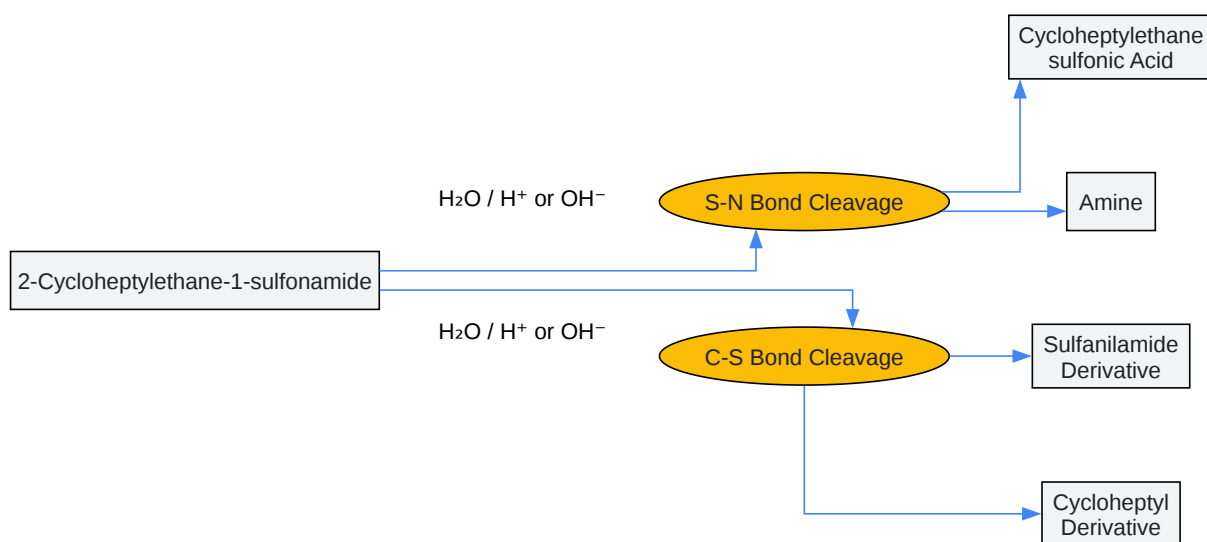 Cycloheptylethane
sulfonic Acid
H₂O / H⁺ or OH⁻
S-N Bond Cleavage
Amine
2-Cycloheptylethane-1-sulfonamide
H₂O / H⁺ or OH⁻
C-S Bond Cleavage
Sulfanilamide
Derivative
Cycloheptyl
Derivative